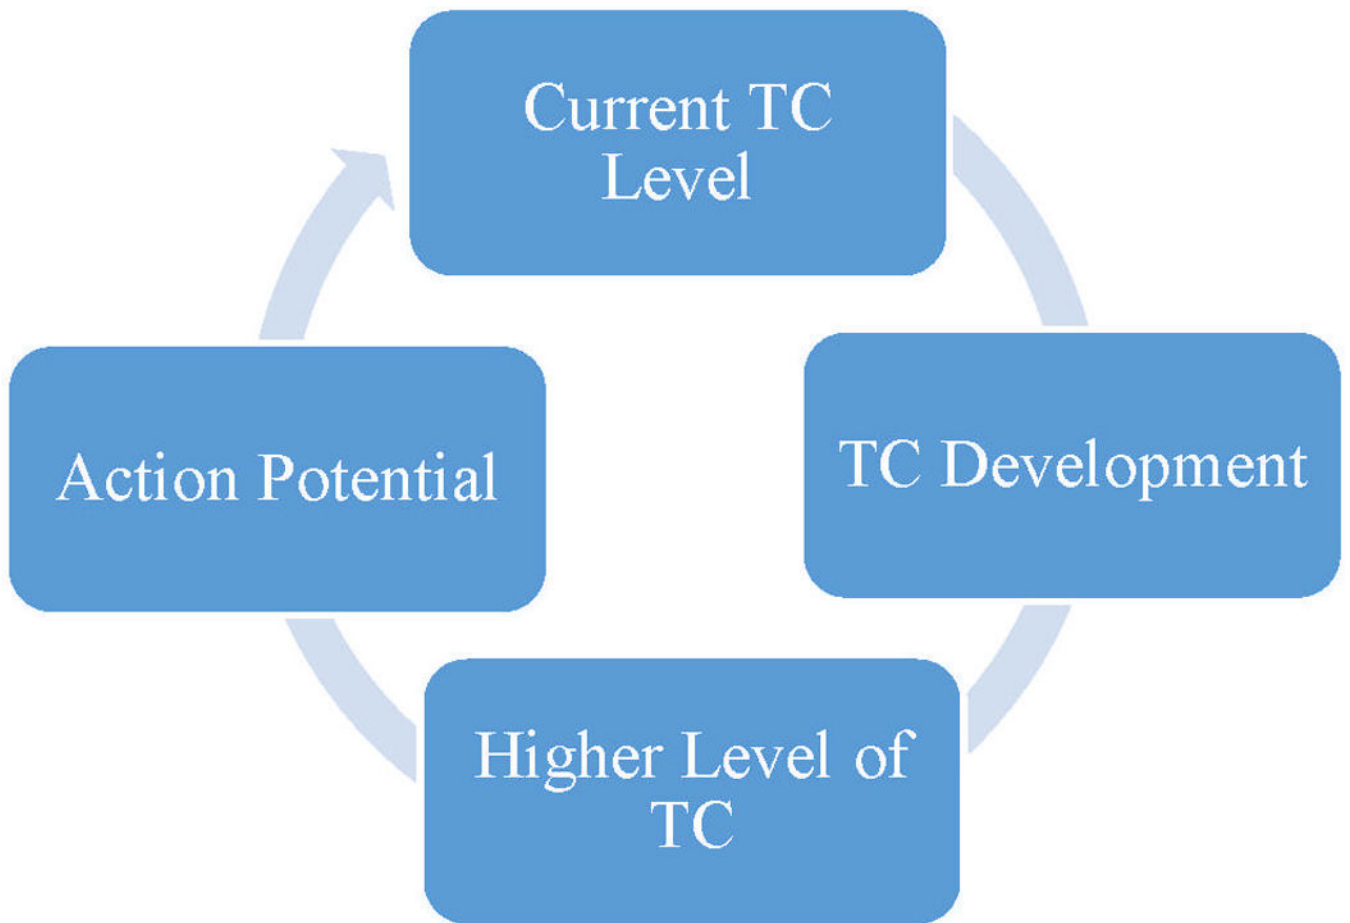 Current TC
Level
TC Development
Higher Level of
TC
Action Potential